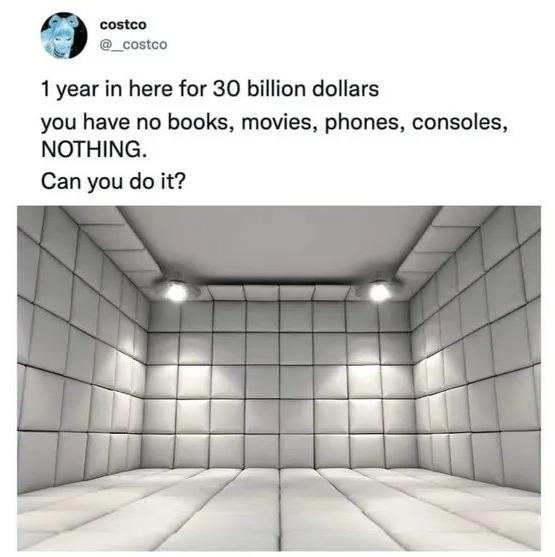 costco
@__costco
1 year in here for 30 billion dollars
you have no books, movies, phones, consoles,
NOTHING.
Can you do it?